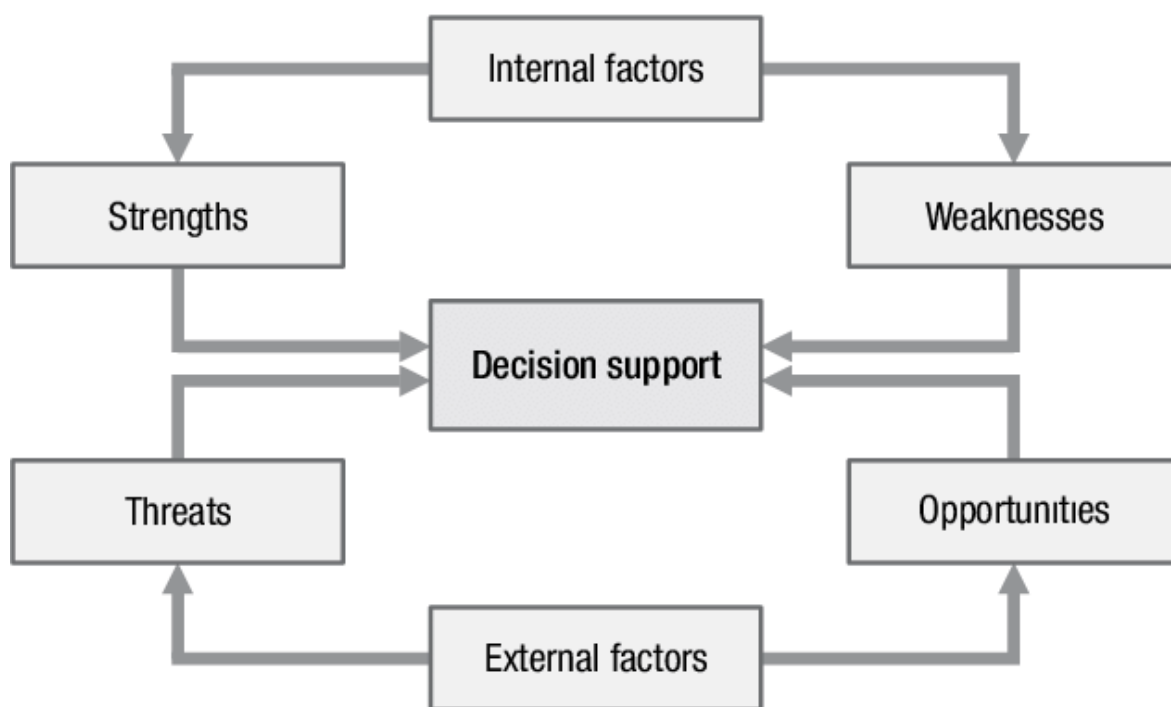 Internal factors
Strengths
Weaknesses
Decision support
Threats
Opportunities
External factors